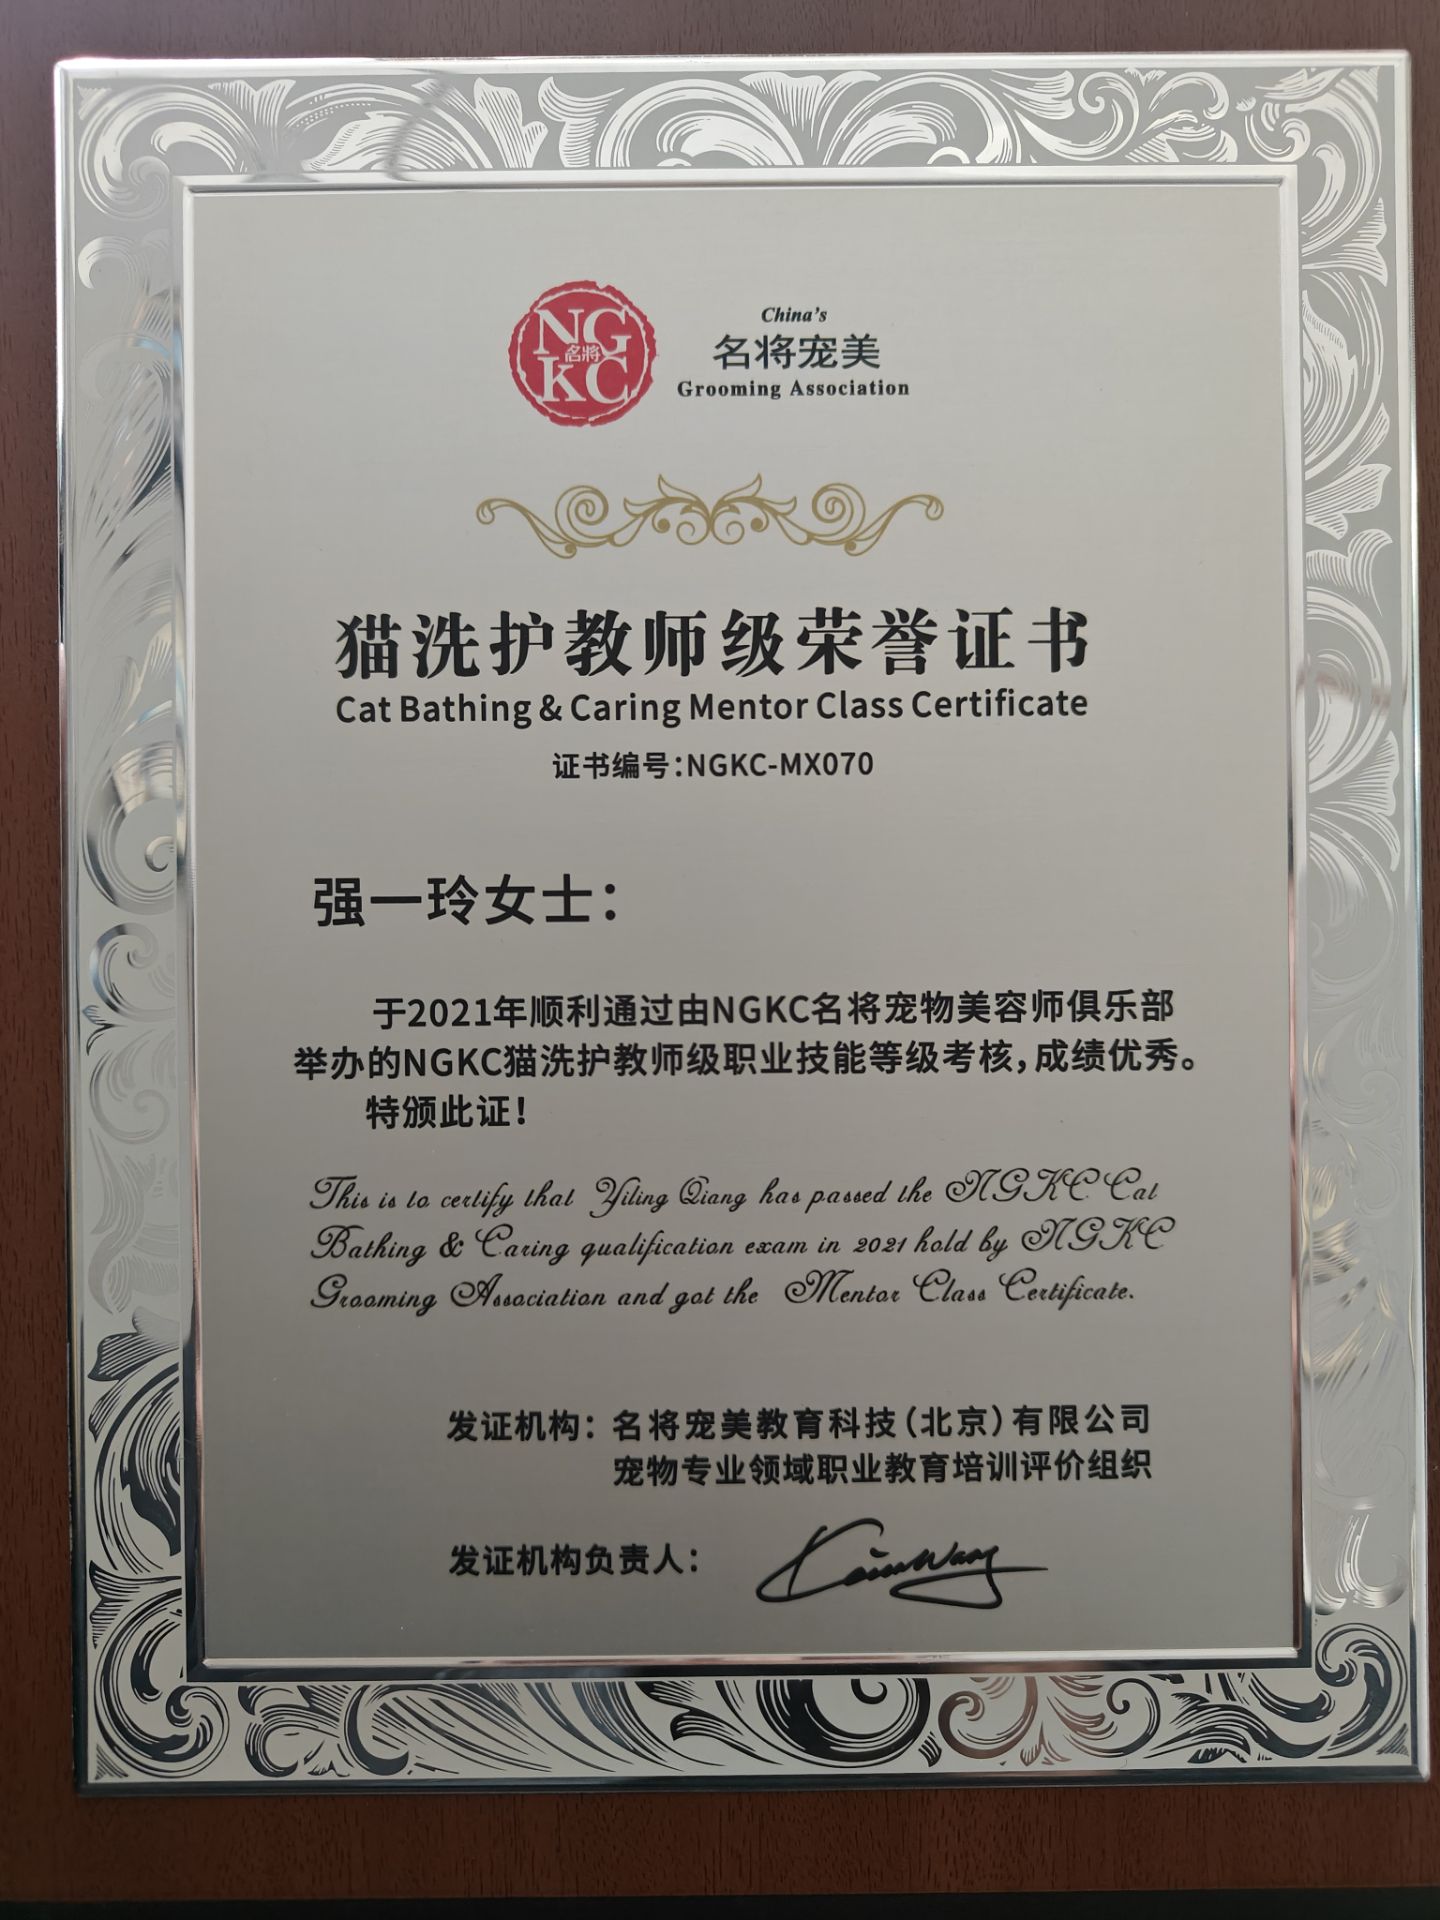 NG
名將
KC
China's
名将宠美
Grooming Association
猫洗护教师级荣誉证书
Cat Bathing & Caring Mentor Class Certificate
证书编号:NGKC-MX070
强一玲女士:
于2021年顺利通过由NGKC名将宠物美容师俱乐部
举办的NGKC猫洗护教师级职业技能等级考核,成绩优秀。
特颁此证!
This is to certify that Yiling Qiang has passed the NGKC Cat
Bathing & Caring qualification exam in 2021 hold by NGKC
Grooming Association and got the Mentor Class Certificate.
发证机构: 名将宠美教育科技(北京)有限公司
宠物专业领域职业教育培训评价组织
发证机构负责人: